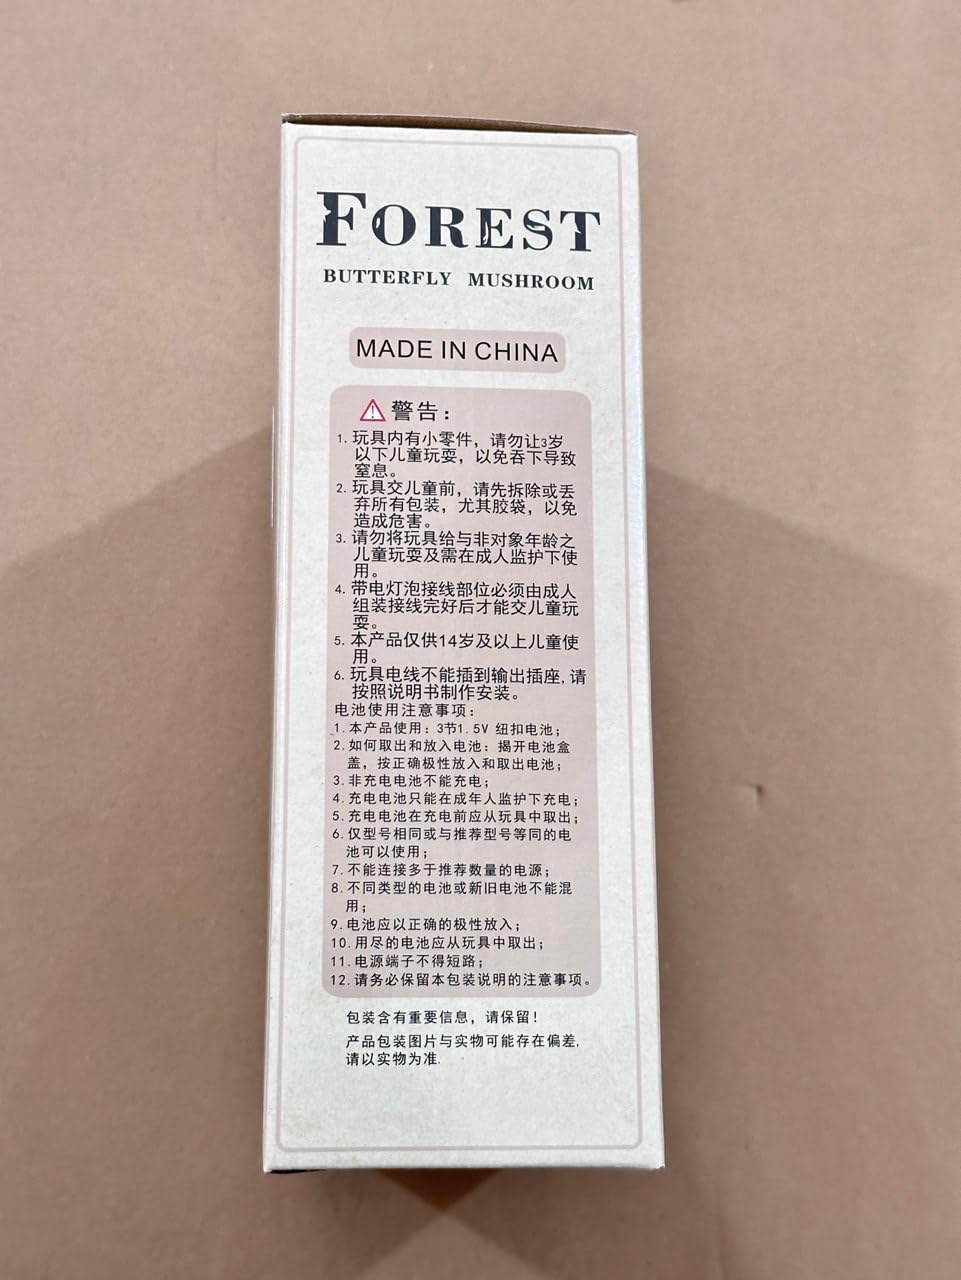 FOREST
BUTTERFLY MUSHROOM
MADE IN CHINA
警告:
1. 玩具内有小零件，请勿让3岁
以下儿童玩耍，以免吞下导致
窒息。
2. 玩具交儿童前，请先拆除或丢
弃所有包装，尤其胶袋，以免
造成危害。
3. 请勿将玩具给与非对象年龄之
儿童玩耍及需在成人监护下使
用。
4. 带电灯泡接线部位必须由成人
组装接线完好后才能交儿童玩
耍。
5. 本产品仅供14岁及以上儿童使
用。
6. 玩具电线不能插到输出插座,请
按照说明书制作安装。
电池使用注意事项:
1.本产品使用: 3节1.5V 纽扣电池;
2.如何取出和放入电池: 揭开电池盒
盖，按正确极性放入和取出电池;
3.非充电电池不能充电;
4.充电电池只能在成年人监护下充电;
5.充电电池在充电前应从玩具中取出;
6.仅型号相同或与推荐型号等同的电
池可以使用;
7.不能连接多于推荐数量的电源;
8.不同类型的电池或新旧电池不能混
用;
9.电池应以正确的极性放入;
10.用尽的电池应从玩具中取出;
11.电源端子不得短路;
12.请务必保留本包装说明的注意事项。
包装含有重要信息，请保留!
产品包装图片与实物可能存在偏差,
请以实物为准.